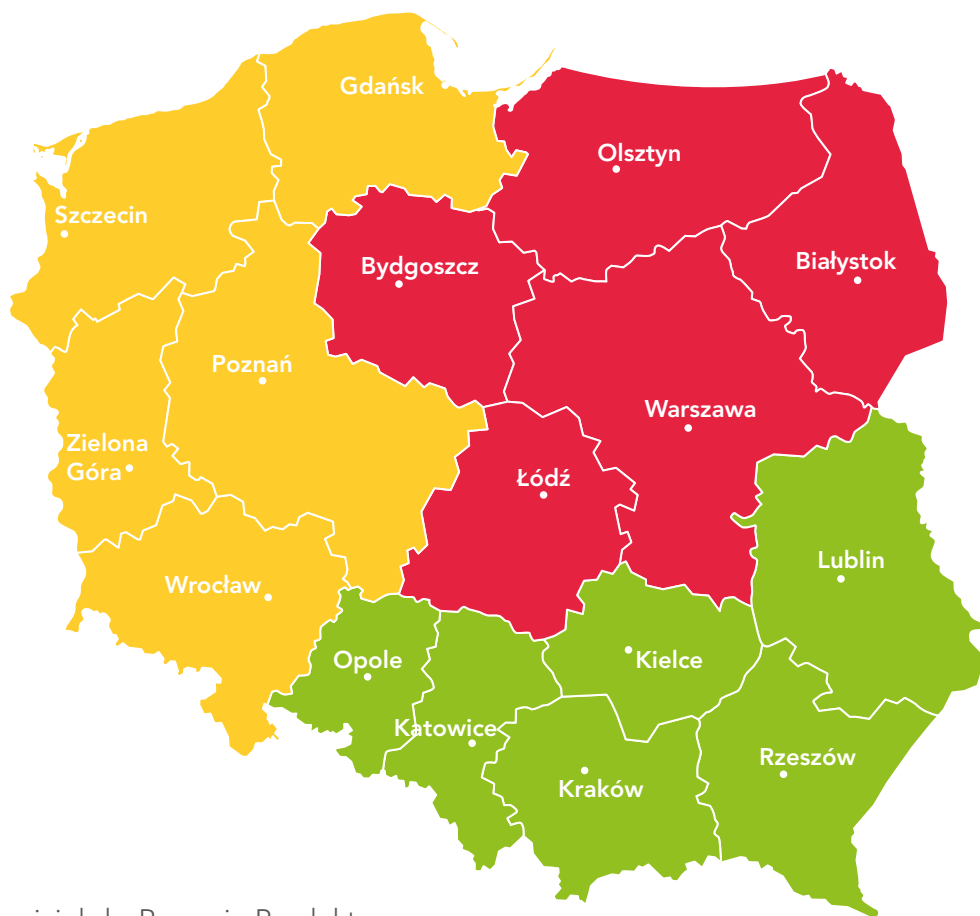 Gdańsk
Olsztyn
Szczecin
Białystok
Bydgoszcz
Poznań
Warszawa
Zielona
Góra
Łódź
Lublin
Wrocław
Opole
Kielce
Katowice
Rzeszów
Kraków